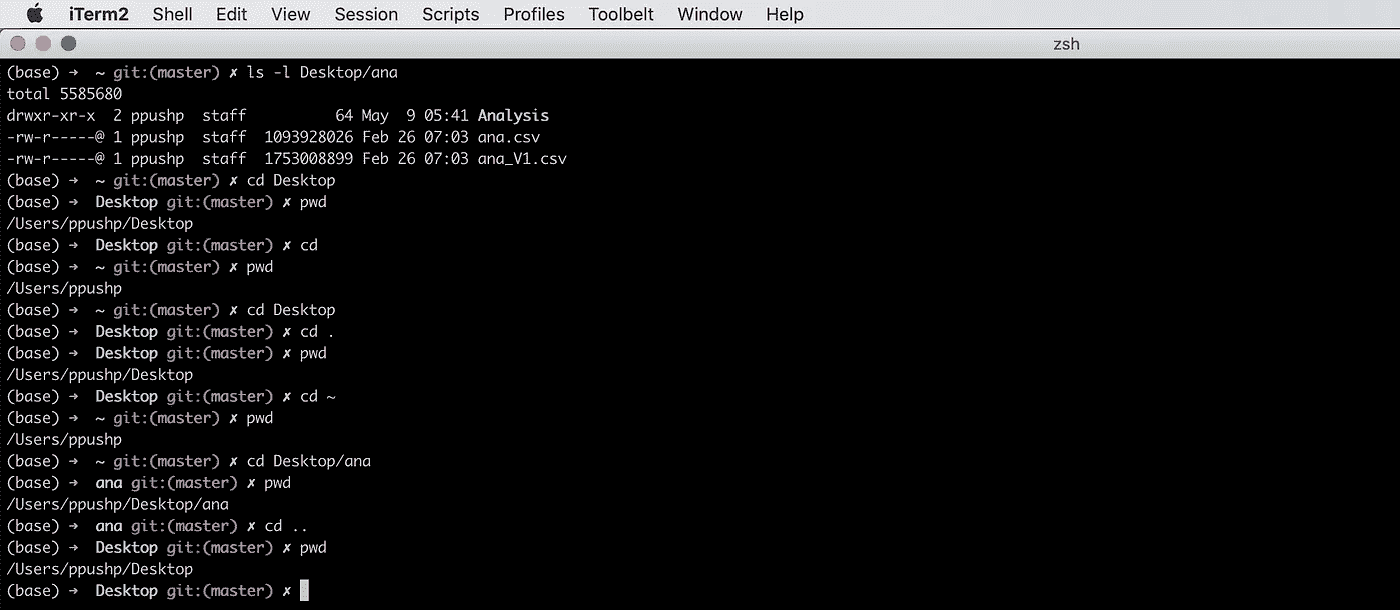 iTerm2 Shell Edit View Session Scripts Profiles Toolbelt Window Help
zsh
(base) ➜  ~ git:(master) ✗ ls -l Desktop/ana
total 5585680
drwxr-xr-x  2 ppushp  staff          64 May  9 05:41 Analysis
-rw-r-----@ 1 ppushp  staff  1093928026 Feb 26 07:03 ana.csv
-rw-r-----@ 1 ppushp  staff  1753008899 Feb 26 07:03 ana_V1.csv
(base) ➜  ~ git:(master) ✗ cd Desktop
(base) ➜  Desktop git:(master) ✗ pwd
/Users/ppushp/Desktop
(base) ➜  Desktop git:(master) ✗ cd
(base) ➜  ~ git:(master) ✗ pwd
/Users/ppushp
(base) ➜  ~ git:(master) ✗ cd Desktop
(base) ➜  Desktop git:(master) ✗ cd .
(base) ➜  Desktop git:(master) ✗ pwd
/Users/ppushp/Desktop
(base) ➜  Desktop git:(master) ✗ cd ~
(base) ➜  ~ git:(master) ✗ pwd
/Users/ppushp
(base) ➜  ~ git:(master) ✗ cd Desktop/ana
(base) ➜  ana git:(master) ✗ pwd
/Users/ppushp/Desktop/ana
(base) ➜  ana git:(master) ✗ cd ..
(base) ➜  Desktop git:(master) ✗ pwd
/Users/ppushp/Desktop
(base) ➜  Desktop git:(master) ✗